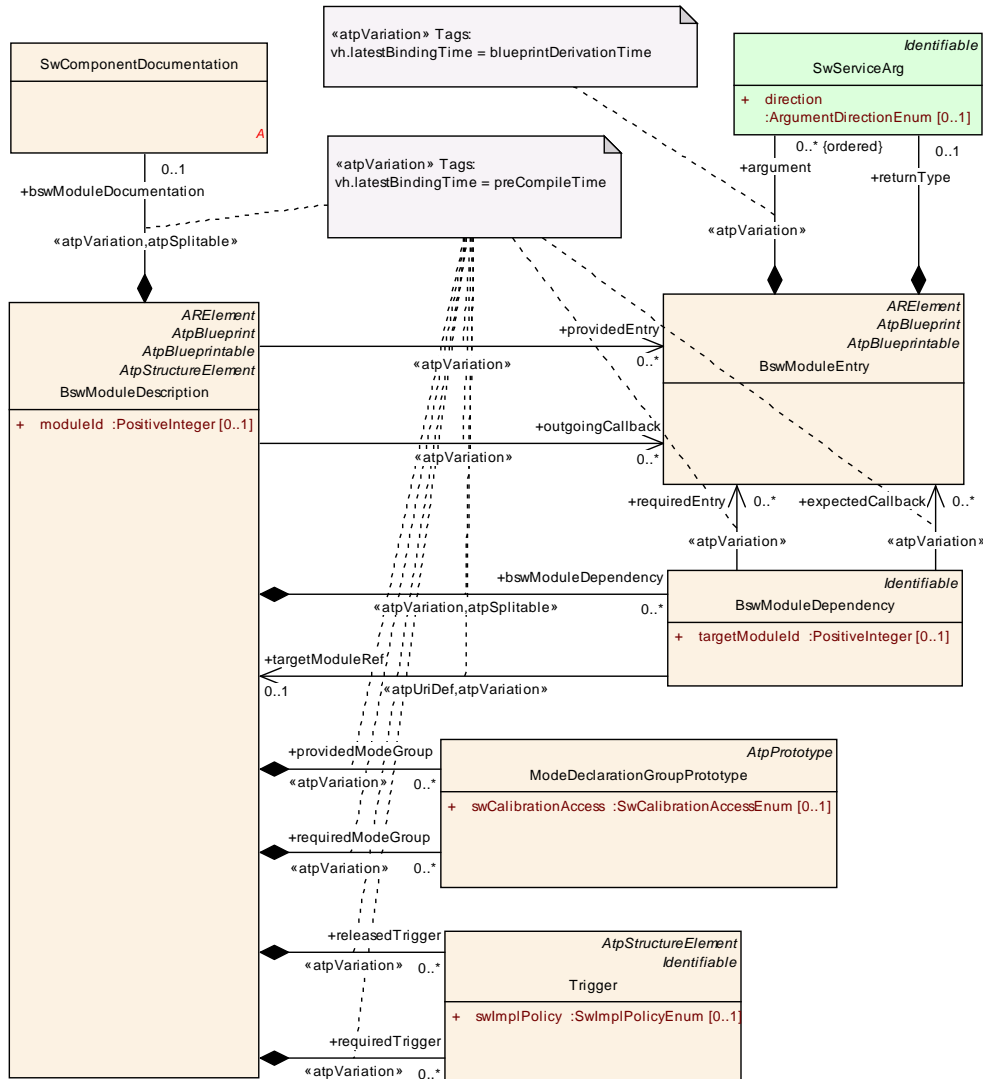 «atpVariation» Tags:
vh.latestBindingTime = blueprintDerivationTime
SwComponentDocumentation
A
Identifiable
SwServiceArg
+ direction
:ArgumentDirectionEnum [0..1]
0..1
+bswModuleDocumentation
«atpVariation,atpSplitable»
«atpVariation» Tags:
vh.latestBindingTime = preCompileTime
0..* {ordered}
+argument
«atpVariation»
0..1
+returnType
ARElement
AtpBlueprint
AtpBlueprintable
AtpStructureElement
BswModuleDescription
+ moduleId :PositiveInteger [0..1]
+providedEntry
«atpVariation»
0..*
ARElement
AtpBlueprint
AtpBlueprintable
BswModuleEntry
+outgoingCallback
«atpVariation»
0..*
+requiredEntry
0..*
«atpVariation»
+expectedCallback
0..*
«atpVariation»
+bswModuleDependency
«atpVariation,atpSplitable»
0..*
Identifiable
BswModuleDependency
+ targetModuleId :PositiveInteger [0..1]
+targetModuleRef
0..1
«atpUriDef,atpVariation»
+providedModeGroup
«atpVariation»
0..*
AtpPrototype
ModeDeclarationGroupPrototype
+ swCalibrationAccess :SwCalibrationAccessEnum [0..1]
+requiredModeGroup
«atpVariation»
0..*
+releasedTrigger
«atpVariation»
0..*
AtpStructureElement
Identifiable
Trigger
+ swImplPolicy :SwImplPolicyEnum [0..1]
+requiredTrigger
«atpVariation»
0..*